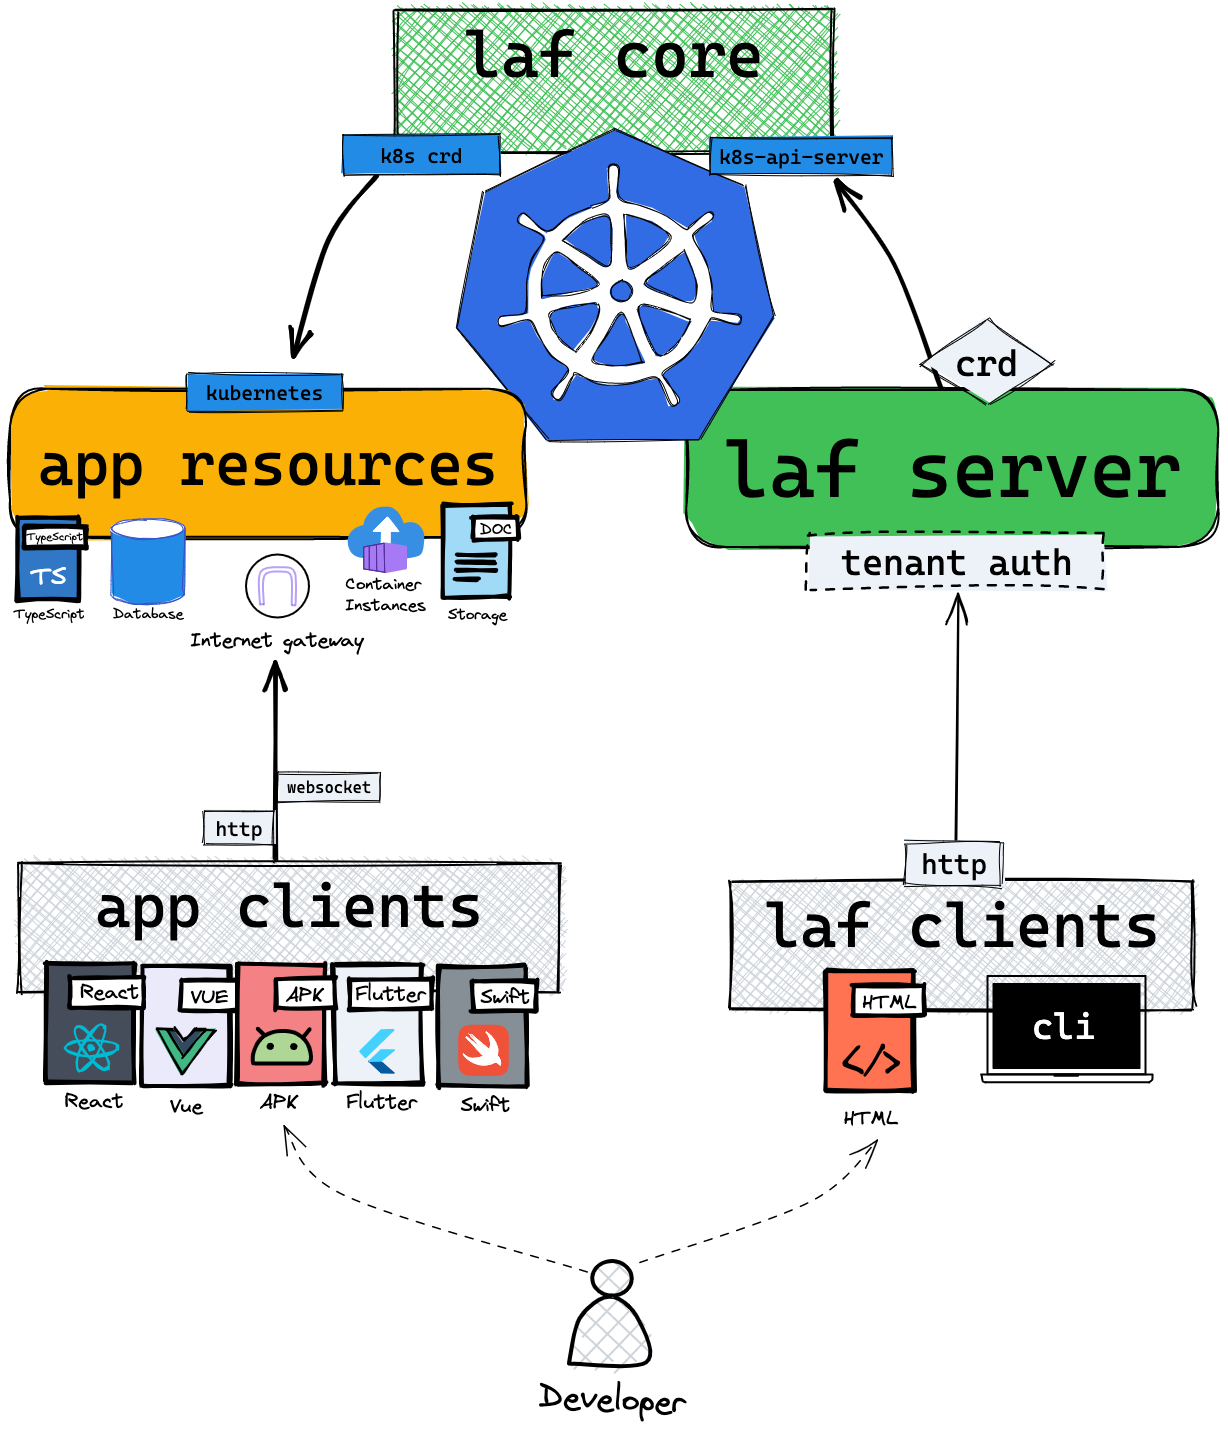 laf core
k8s crd
k8s-api-server
crd
kubernetes
app resources
laf server
TypeScript
TS
TypeScript
Database
Internet gateway
Container
Instances
DOC
Storage
tenant auth
websocket
http
app clients
http
laf clients
React
VUE
APK
Flutter
Swift
React
Vue
APK
Flutter
Swift
HTML
cli
HTML
Developer